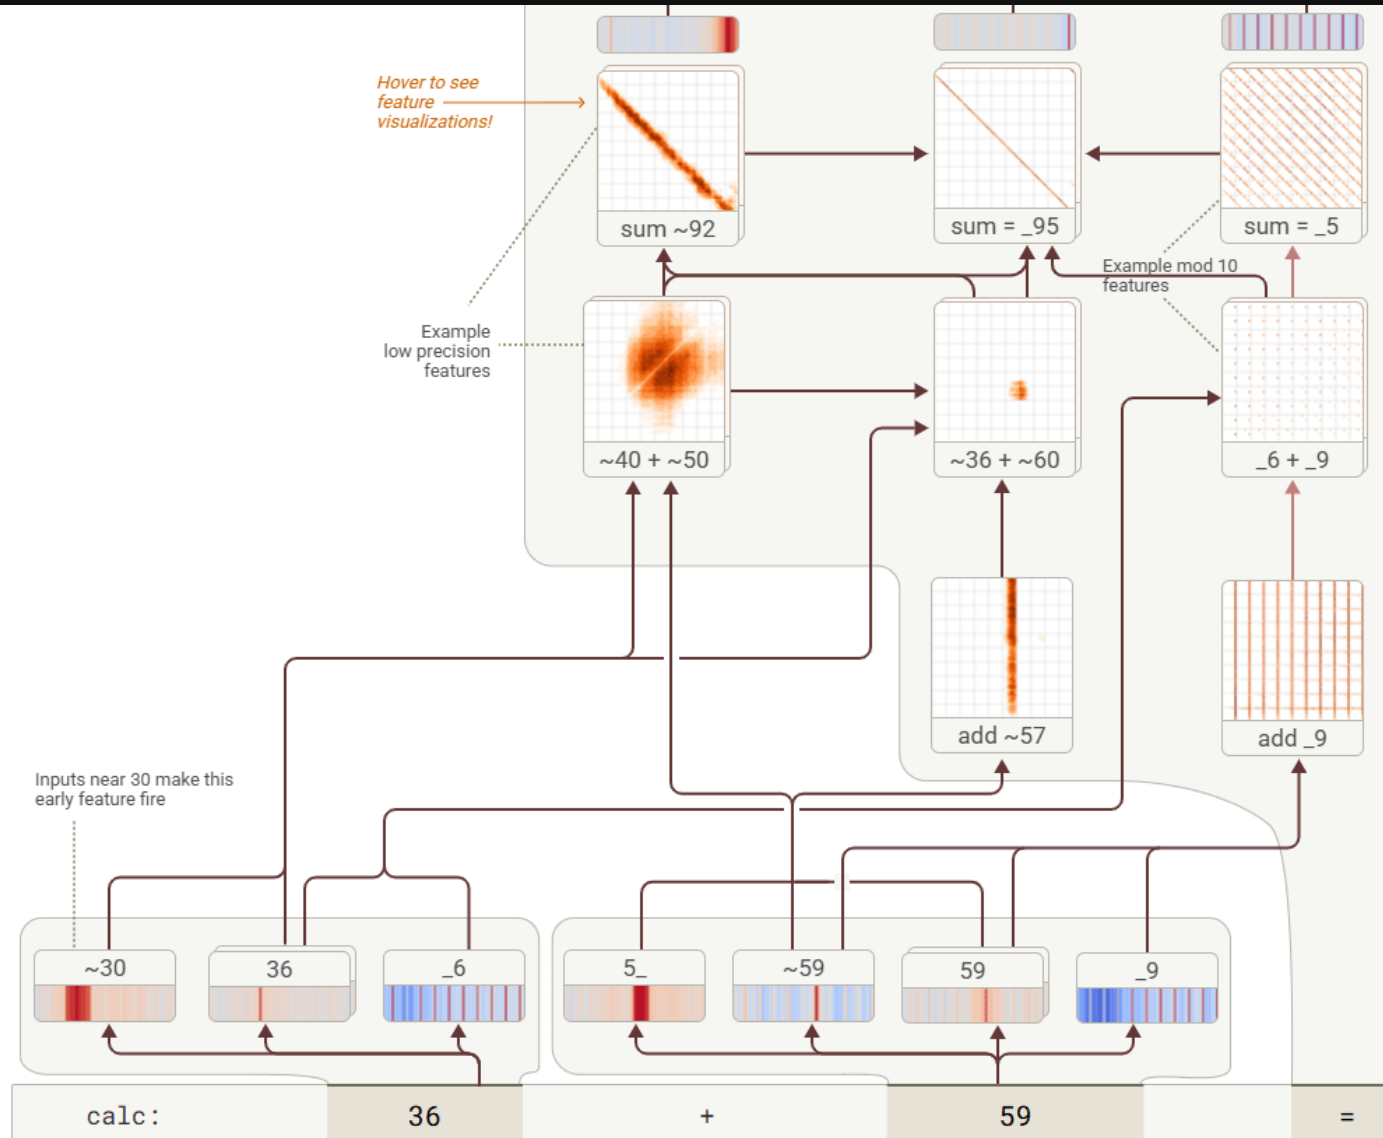 Hover to see
feature
visualizations!
sum ~92
sum = _95
sum = _5
Example mod 10
features
Example
low precision
features
~40 + ~50
~36 + ~60
_6 + _9
add ~57
add _9
Inputs near 30 make this
early feature fire
~30
36
_6
5_
~59
59
_9
calc:
36
+
59
=